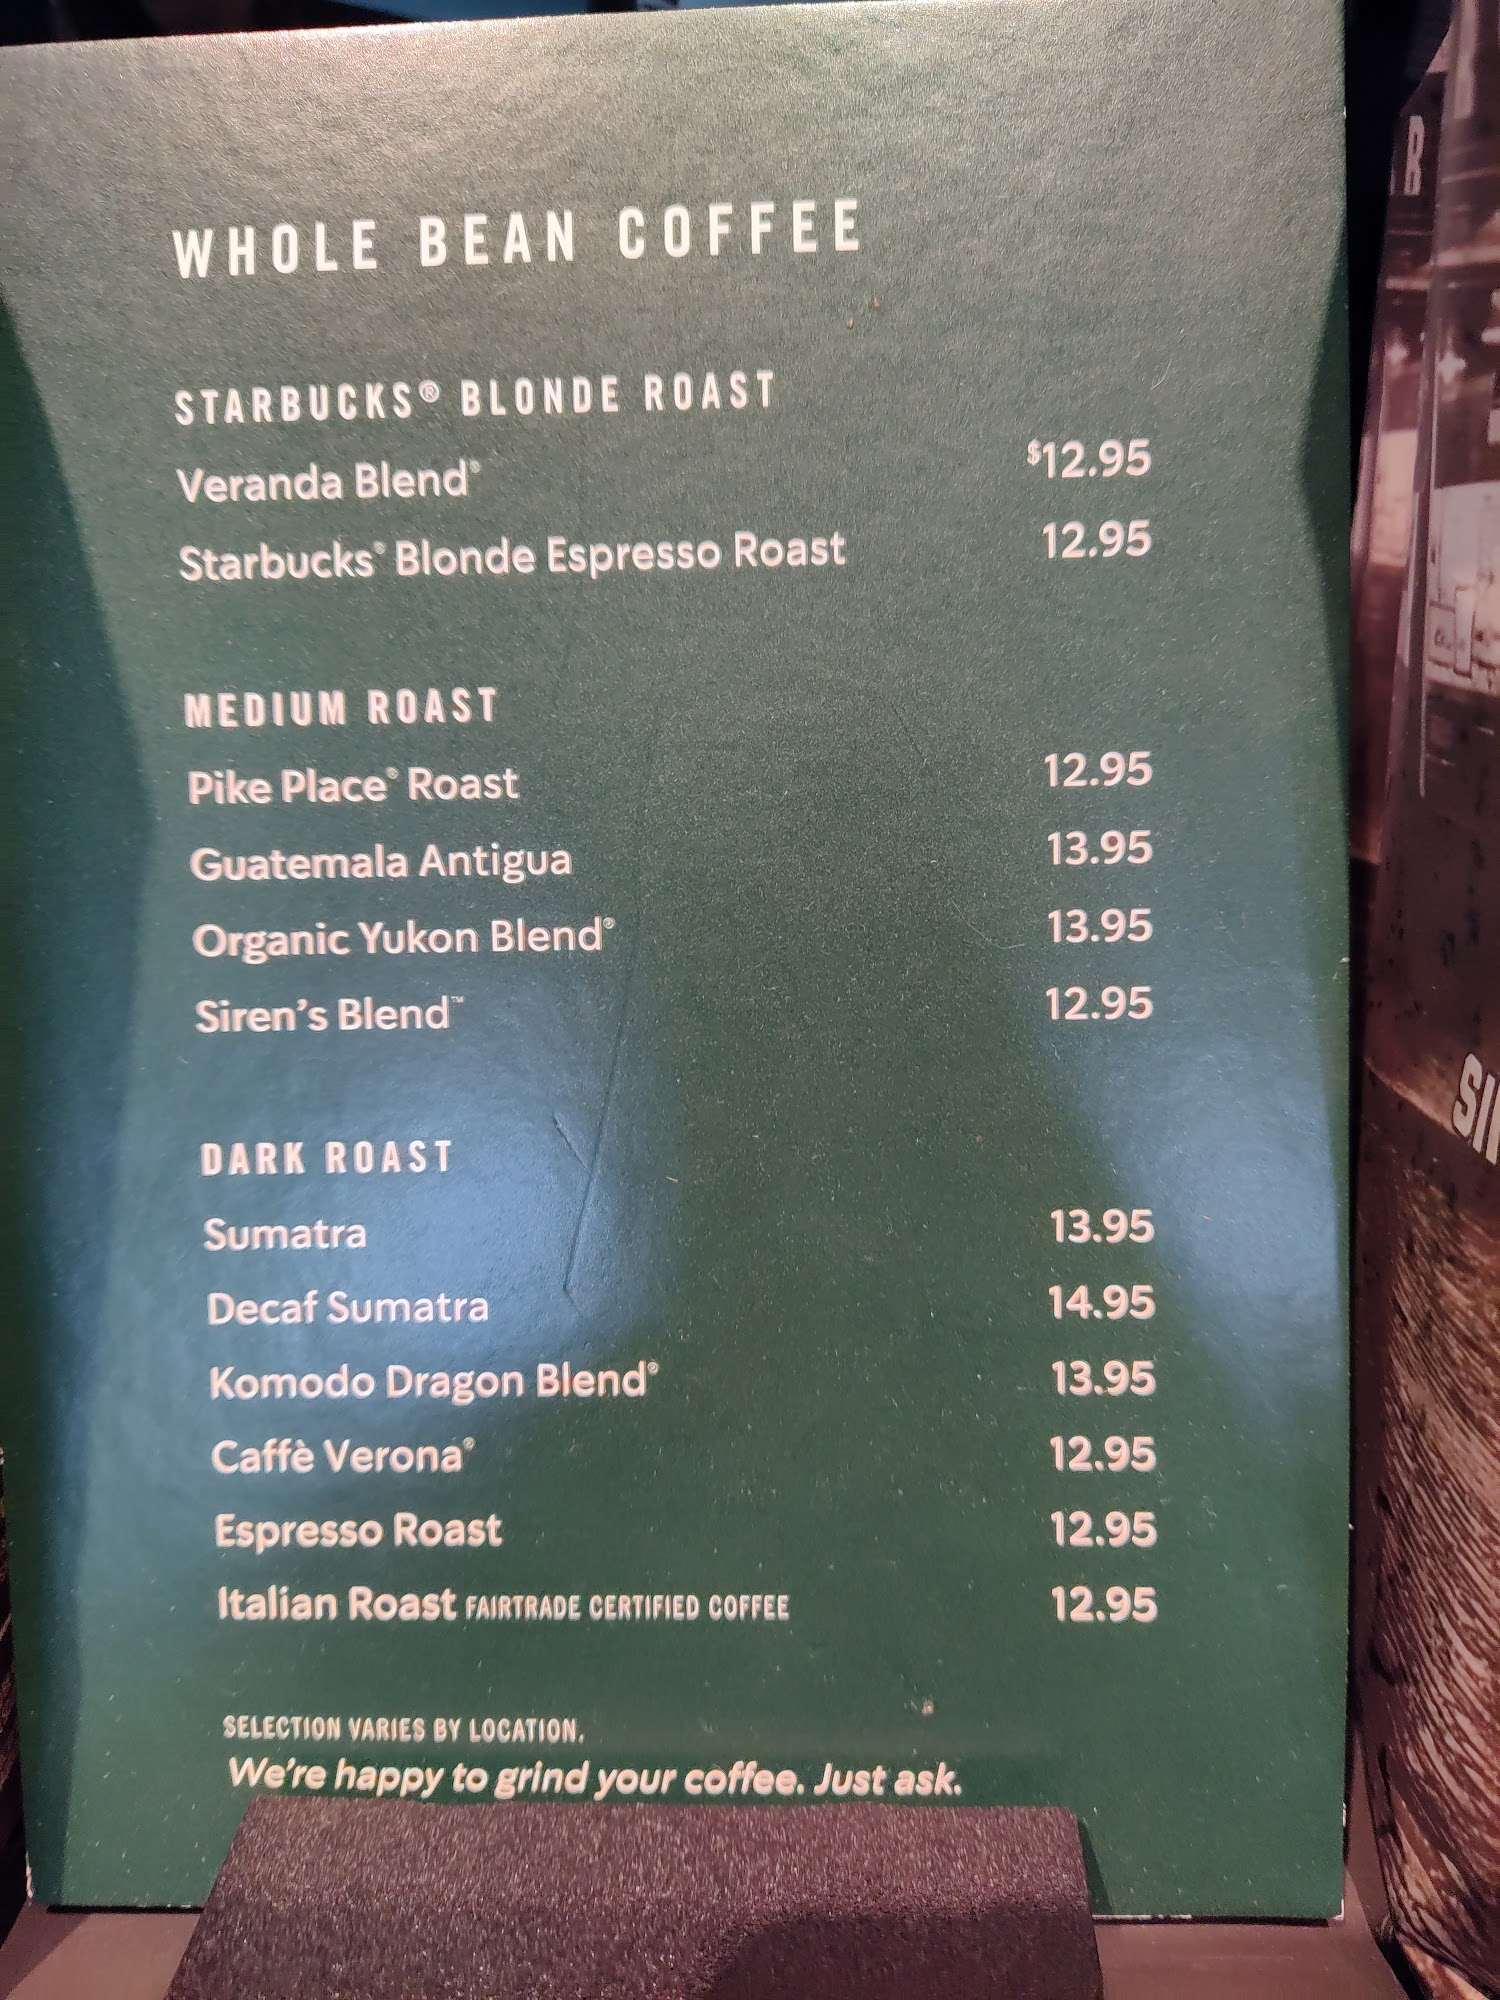 WHOLE BEAN COFFEE
STARBUCKS® BLONDE ROAST
Veranda Blend® $12.95
Starbucks® Blonde Espresso Roast 12.95
MEDIUM ROAST
Pike Place® Roast 12.95
Guatemala Antigua 13.95
Organic Yukon Blend® 13.95
Siren's Blend™ 12.95
DARK ROAST
Sumatra 13.95
Decaf Sumatra 14.95
Komodo Dragon Blend® 13.95
Caffè Verona® 12.95
Espresso Roast 12.95
Italian Roast FAIRTRADE CERTIFIED COFFEE 12.95
SELECTION VARIES BY LOCATION.
We're happy to grind your coffee. Just ask.